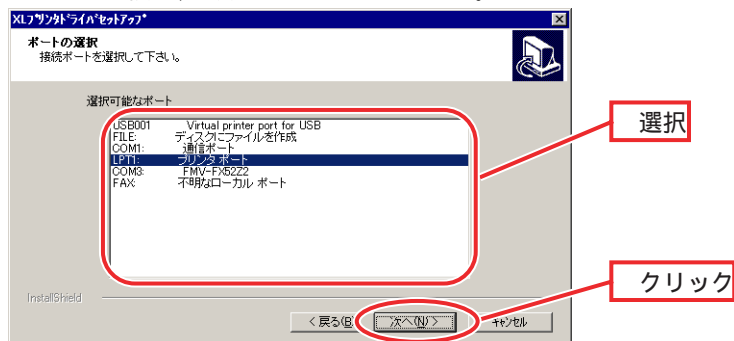 XLプリンタドライバセットアップ
ポートの選択
接続ポートを選択して下さい。
選択可能なポート
USB001 Virtual printer port for USB
FILE: ディスクにファイルを作成
COM1: 通信ポート
LPT1: プリンタ ポート
COM3: FMV-FX52Z2
FAX: 不明なローカル ポート
選択
クリック
InstallShield
< 戻る(B) 次へ(N) > キャンセル